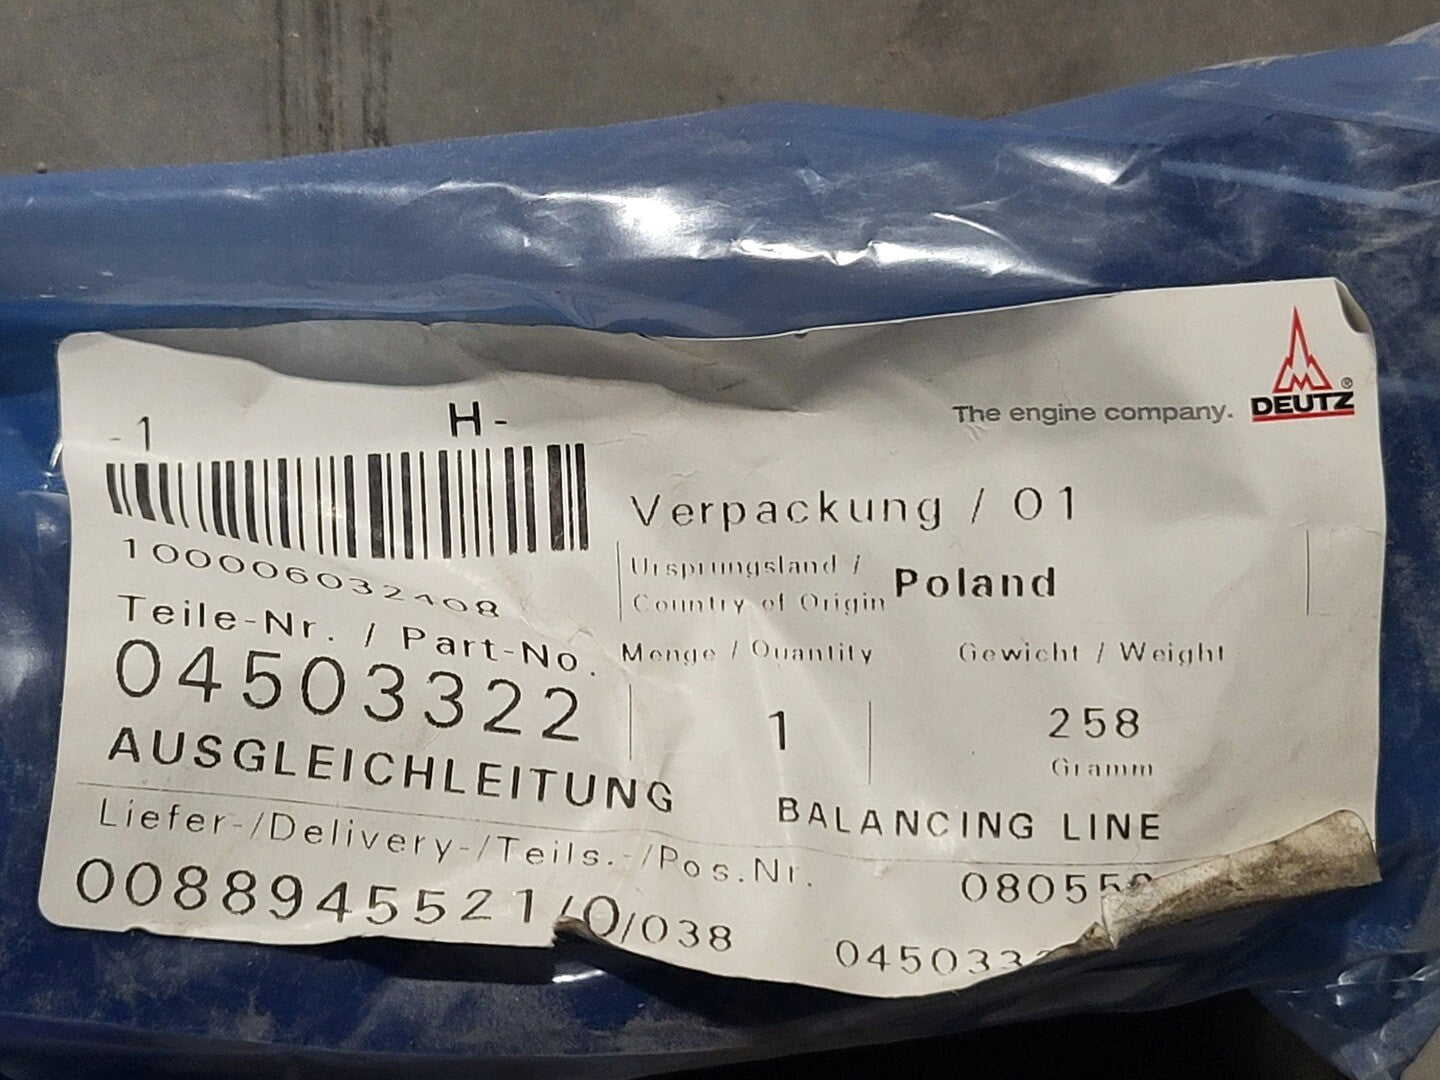 The engine company. DEUTZ®
-1 H-
Verpackung / 01
Ursprungsland /
Country of Origin Poland
Teile-Nr. / Part-No.
04503322
Menge / Quantity
1
Gewicht / Weight
258
Gramm
AUSGLEICHLEITUNG
BALANCING LINE
Liefer-/Delivery-/Teils.-/Pos.Nr.
0088945521/0/038